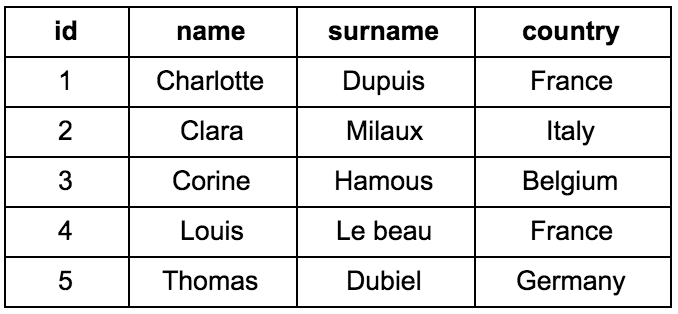 id name surname country
1 Charlotte Dupuis France
2 Clara Milaux Italy
3 Corine Hamous Belgium
4 Louis Le beau France
5 Thomas Dubiel Germany